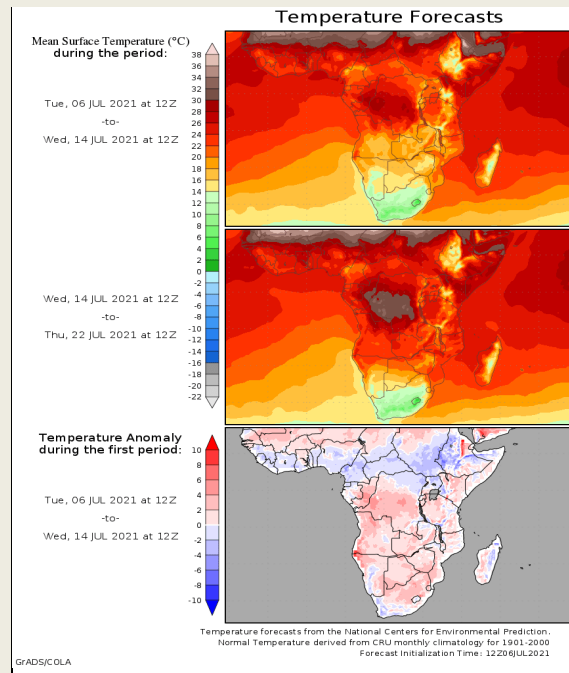 Temperature Forecasts
Mean Surface Temperature (°C)
during the period:
Tue, 06 JUL 2021 at 12Z
-to-
Wed, 14 JUL 2021 at 12Z
38
36
34
32
30
28
26
24
22
20
18
16
14
12
10
8
6
4
2
0
-2
-4
-6
-8
-10
-12
-14
-16
-18
-20
-22
Wed, 14 JUL 2021 at 12Z
-to-
Thu, 22 JUL 2021 at 12Z
Temperature Anomaly
during the first period:
Tue, 06 JUL 2021 at 12Z
-to-
Wed, 14 JUL 2021 at 12Z
10
8
6
4
2
0
-2
-4
-6
-8
-10
Temperature forecasts from the National Centers for Environmental Prediction.
Normal Temperature derived from CRU monthly climatology for 1901-2000
Forecast Initialization Time: 12Z06JUL2021
GrADS/COLA